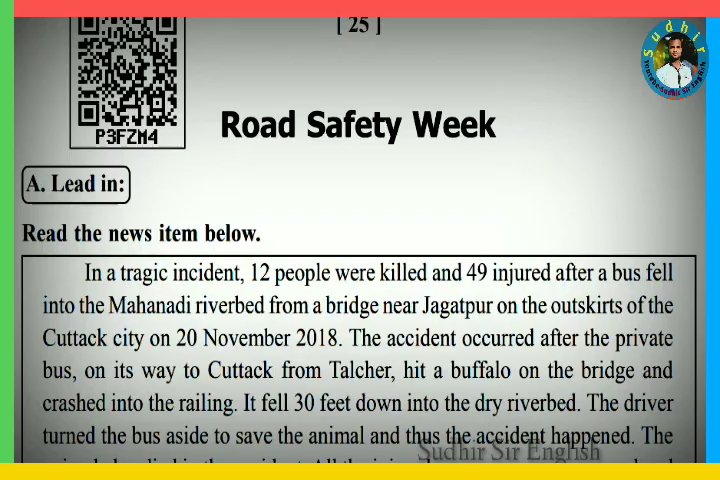 [ 25 ]
Sudhir
Youtube-Sudhir Sir English
P3FZM4
Road Safety Week
A. Lead in:
Read the news item below.
In a tragic incident, 12 people were killed and 49 injured after a bus fell
into the Mahanadi riverbed from a bridge near Jagatpur on the outskirts of the
Cuttack city on 20 November 2018. The accident occurred after the private
bus, on its way to Cuttack from Talcher, hit a buffalo on the bridge and
crashed into the railing. It fell 30 feet down into the dry riverbed. The driver
turned the bus aside to save the animal and thus the accident happened. The
Sudhir Sir English